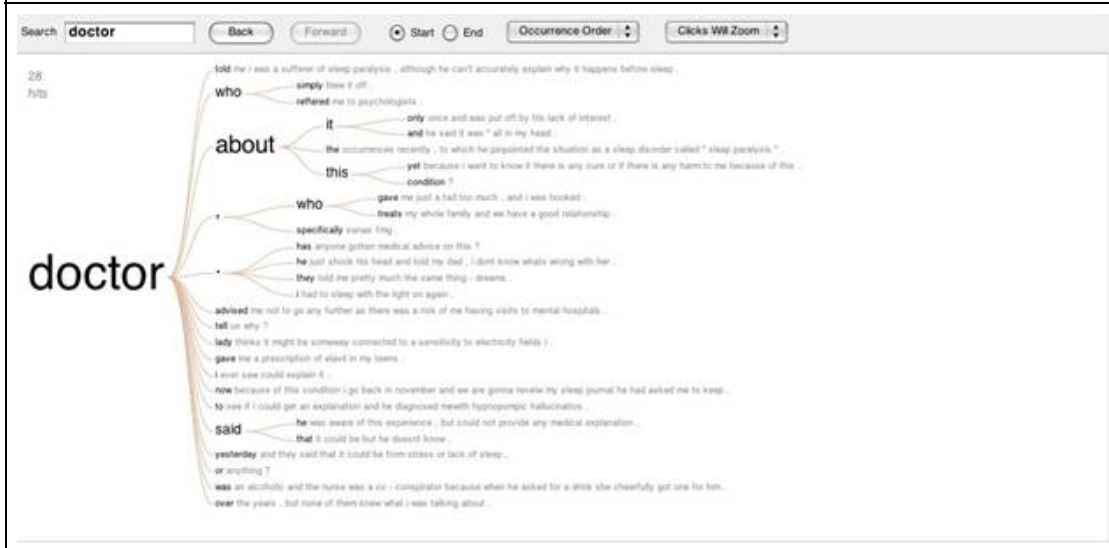 Search doctor Back Forward Start End Occurrence Order Clicks Will Zoom
28
hits
doctor
told me i was a sufferer of sleep paralysis , although he can't accurately explain why it happens before sleep .
who
simply blew it off .
reffered me to psychologists .
about
it
only once and was put off by his lack of interest .
and he said it was " all in my head .
the occurrences recently , to which he pinpointed the situation as a sleep disorder called " sleep paralysis " .
this
yet because i want to know if there is any cure or if there is any harm to me because of this .
condition ?
,
who
gave me just a tad too much , and i was hooked .
treats my whole family and we have a good relationship .
specifically xanax 1mg .
.
has anyone gotten medical advice on this ?
he just shook his head and told my dad , i dont know whats wrong with her .
they told me pretty much the same thing - dreams .
i had to sleep with the light on again .
advised me not to go any further as there was a risk of me having visits to mental hospitals .
tell us why ?
lady thinks it might be someway connected to a sensitivity to electricity fields i .
gave me a prescription of elavil in my teens .
i ever saw could explain it .
now because of this condition i go back in november and we are gonna review my sleep journal he had asked me to keep .
to see if i could get an explanation and he diagnosed mewith hypnopompic hallucinatios .
said
he was aware of this experience , but could not provide any medical explanation .
that it could be but he doesnt know .
yesterday and they said that it could be from stress or lack of sleep .
or anything ?
was an alcoholic and the nurse was a co - conspirator because when he asked for a drink she cheerfully got one for him .
over the years , but none of them knew what i was talking about .